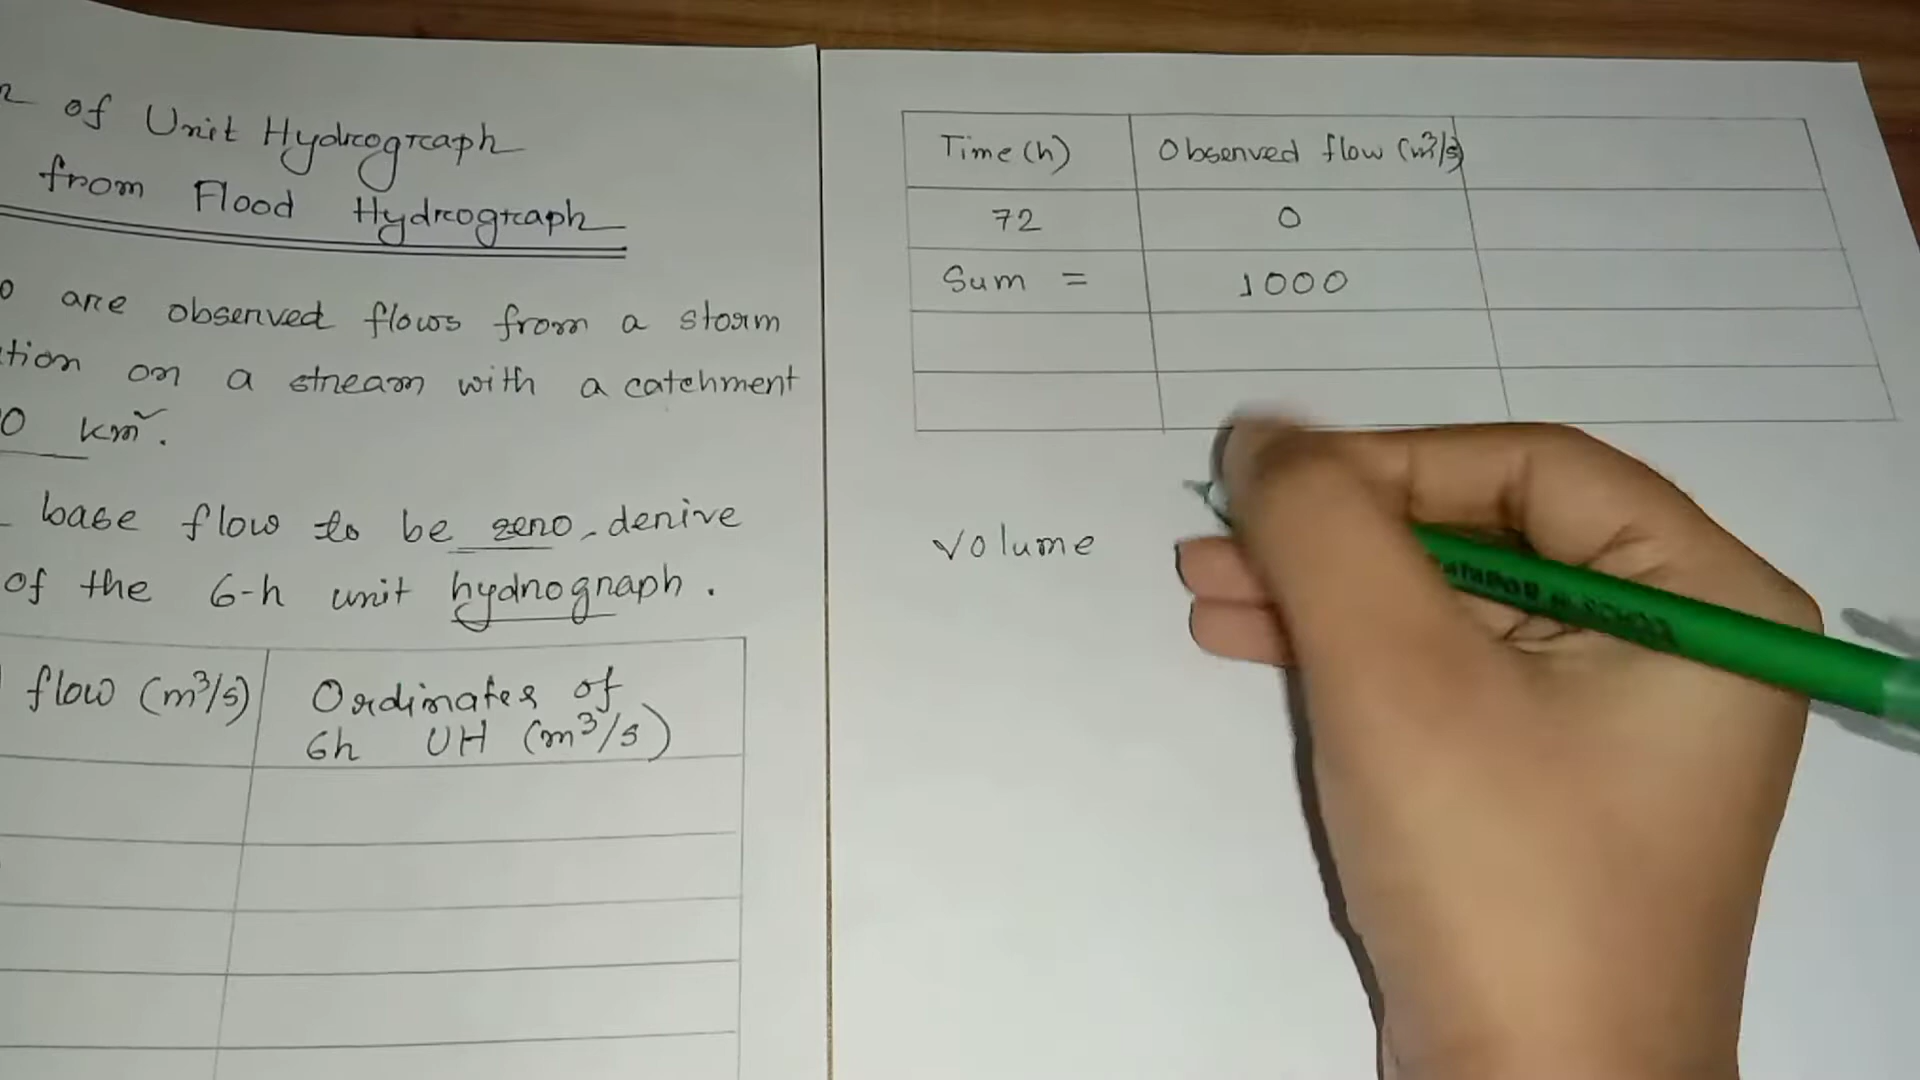 of Unit Hydrograph
from Flood Hydrograph
are observed flows from a storm
on a stream with a catchment
0 km².
base flow to be zero, derive
of the 6-h unit hydrograph.
flow (m³/s)
Ordinates of
6h UH (m³/s)
Time (h)
Observed flow (m³/s)
72
0
Sum =
1000
Volume